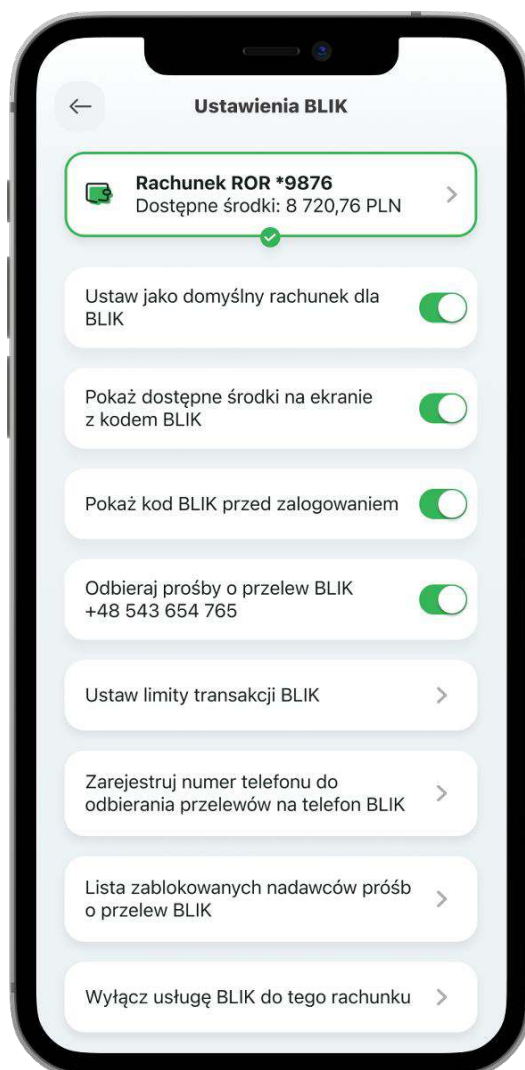 Ustawienia BLIK
Rachunek ROR *9876
Dostępne środki: 8 720,76 PLN
Ustaw jako domyślny rachunek dla
BLIK
Pokaż dostępne środki na ekranie
z kodem BLIK
Pokaż kod BLIK przed zalogowaniem
Odbieraj prośby o przelew BLIK
+48 543 654 765
Ustaw limity transakcji BLIK
Zarejestruj numer telefonu do
odbierania przelewów na telefon BLIK
Lista zablokowanych nadawców próśb
o przelew BLIK
Wyłącz usługę BLIK do tego rachunku